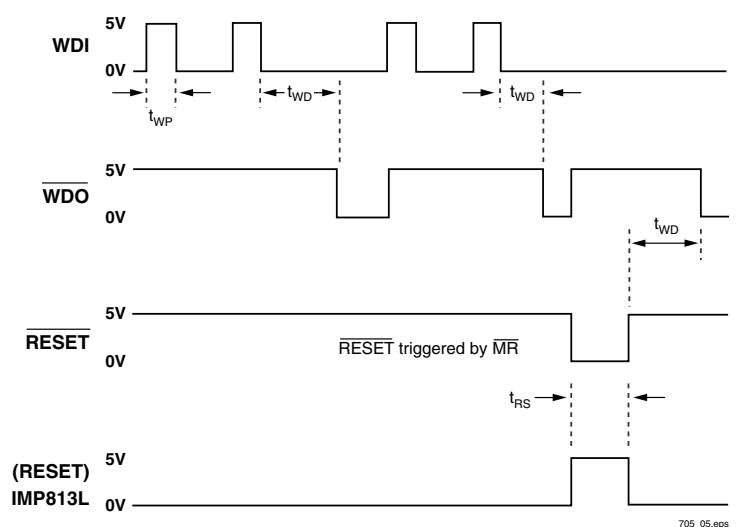 5V
WDI
0V
tWP
tWD
tWD
5V
WDO
0V
tWD
5V
RESET
0V
RESET triggered by MR
tRS
5V
(RESET)
IMP813L
0V
705_05.eps